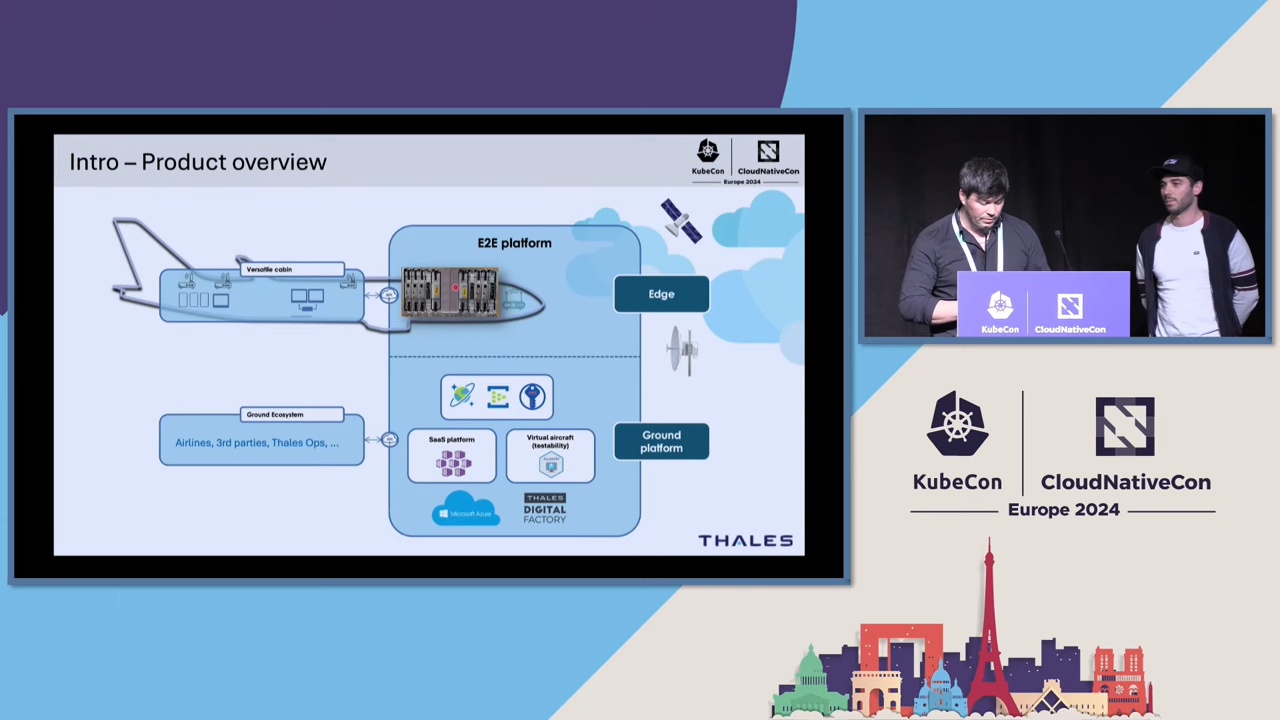 Intro – Product overview
KubeCon
CloudNativeCon
Europe 2024
E2E platform
Versatile cabin
Edge
Ground Ecosystem
Airlines, 3rd parties, Thales Ops, ...
SaaS platform
Virtual aircraft
(testability)
Ground
platform
Microsoft Azure
THALES
DIGITAL
FACTORY
THALES
KubeCon
CloudNativeCon
KubeCon
CloudNativeCon
Europe 2024